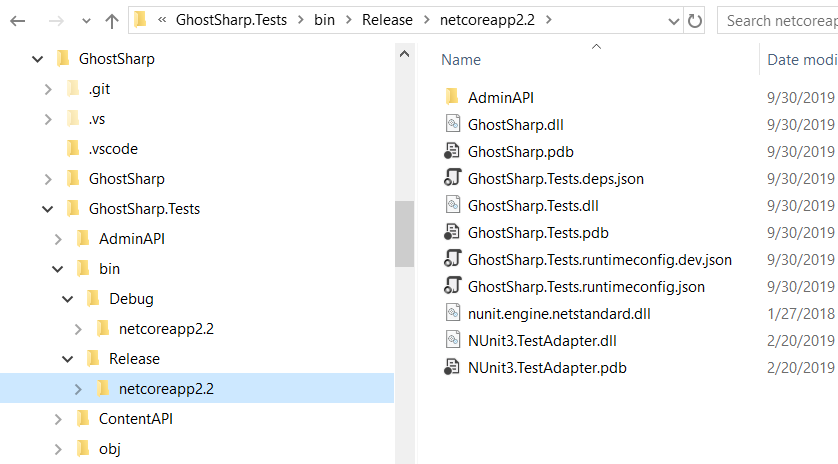 « GhostSharp.Tests › bin › Release › netcoreapp2.2 ›
Search netcoreap
GhostSharp
.git
.vs
.vscode
GhostSharp
GhostSharp.Tests
AdminAPI
bin
Debug
netcoreapp2.2
Release
netcoreapp2.2
ContentAPI
obj
Name Date modi
AdminAPI 9/30/2019
GhostSharp.dll 9/30/2019
GhostSharp.pdb 9/30/2019
GhostSharp.Tests.deps.json 9/30/2019
GhostSharp.Tests.dll 9/30/2019
GhostSharp.Tests.pdb 9/30/2019
GhostSharp.Tests.runtimeconfig.dev.json 9/30/2019
GhostSharp.Tests.runtimeconfig.json 9/30/2019
nunit.engine.netstandard.dll 1/27/2018
NUnit3.TestAdapter.dll 2/20/2019
NUnit3.TestAdapter.pdb 2/20/2019